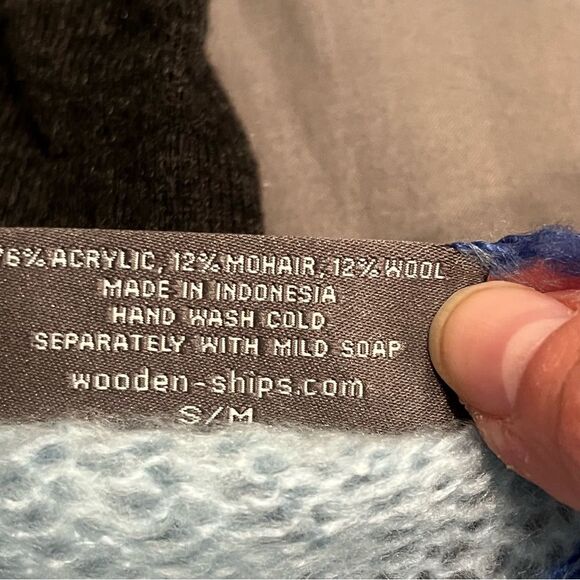 76% ACRYLIC, 12% MOHAIR, 12% WOOL
MADE IN INDONESIA
HAND WASH COLD
SEPARATELY WITH MILD SOAP
wooden-ships.com
S/M